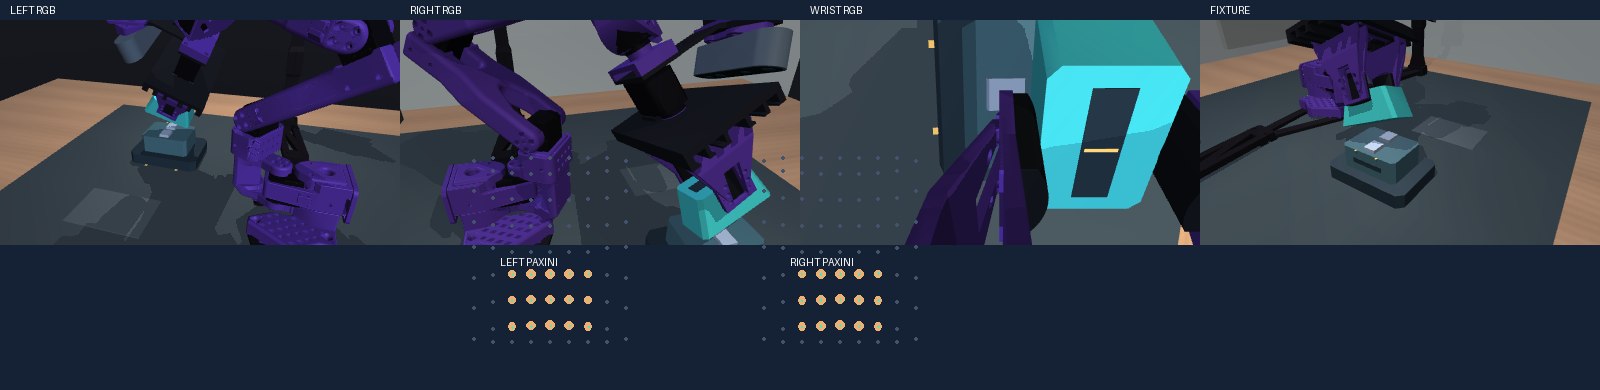 LEFT RGB
RIGHT RGB
WRIST RGB
FIXTURE
LEFT PAXINI
RIGHT PAXINI